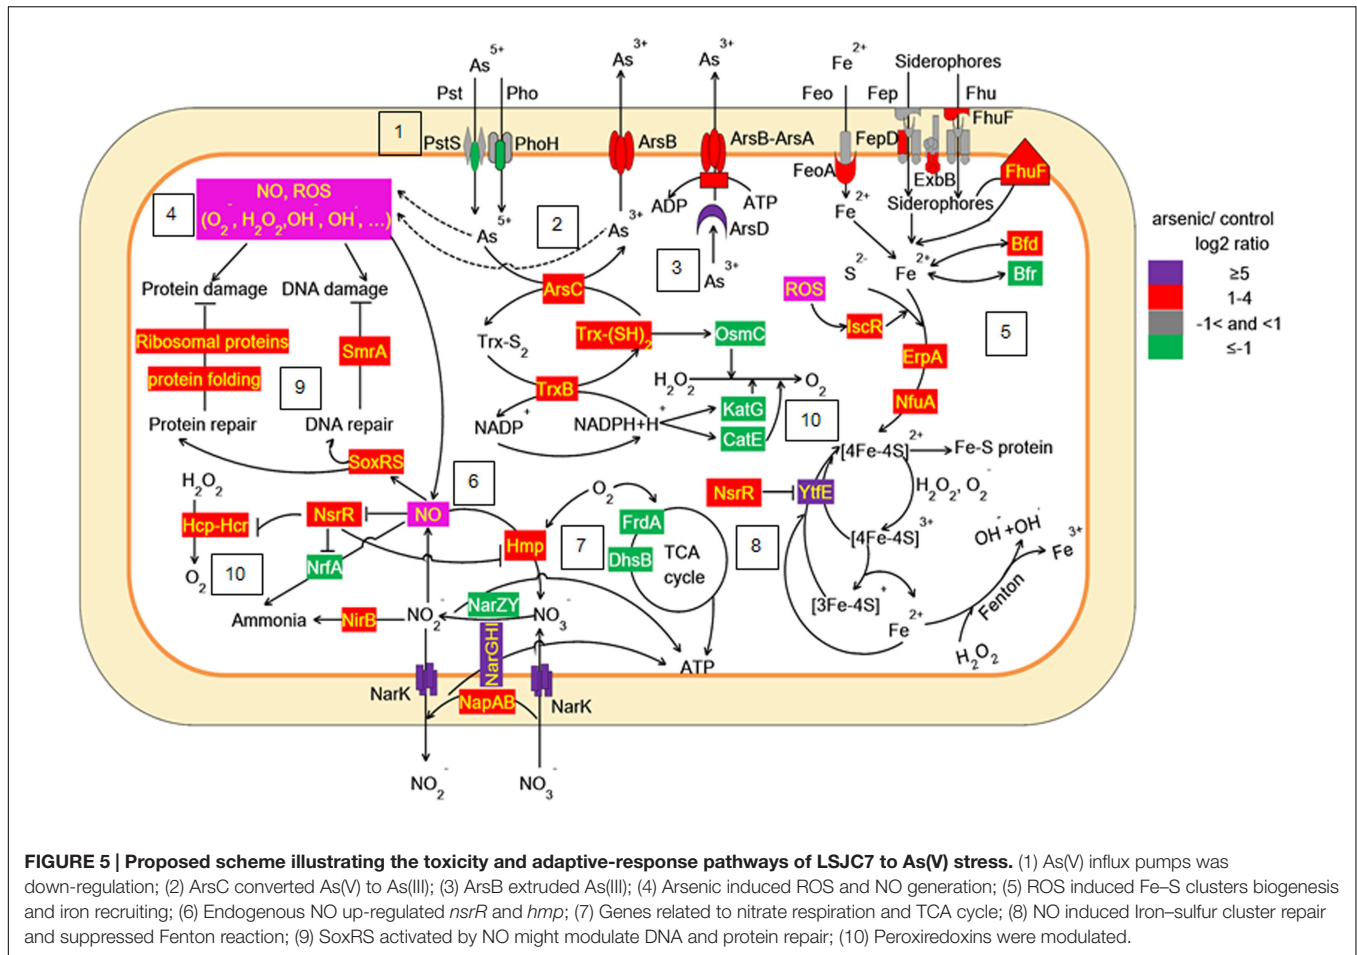 As5+
As3+
As3+
Fe2+
Siderophores
Pst
Pho
Feo
Fep
Fhu
1
PstS
PhoH
ArsB
ArsB-ArsA
FepD
FhuF
FeoA
ExbB
FhuF
NO, ROS
(O2-, H2O2,OH-, OH·, ...)
4
As5+
2
As3+
ADP
ATP
ArsD
3
As3+
Fe2+
Siderophores
Bfd
Bfr
S2-
Fe2+
ROS
IscR
5
ErpA
NfuA
arsenic/ control
log2 ratio
≥5
1-4
-1< and <1
≤-1
Protein damage
DNA damage
Ribosomal proteins
protein folding
SmrA
9
Protein repair
DNA repair
SoxRS
ArsC
Trx-S2
Trx-(SH)2
OsmC
TrxB
H2O2
O2
NADP+
NADPH+H+
KatG
CatE
10
[4Fe-4S]2+
Fe-S protein
H2O2
6
NsrR
NO
Hcp-Hcr
NrfA
O2
10
Hmp
7
O2
FrdA
DhsB
TCA
cycle
NsrR
YtfE
H2O2, O2-
8
[4Fe-4S]3+
[3Fe-4S]+
Fe2+
OH-+OH·
Fe3+
Fenton
H2O2
Ammonia
NirB
NO2-
NarZY
NO3-
NarGHI
ATP
NarK
NapAB
NarK
NO2-
NO3-
FIGURE 5 | Proposed scheme illustrating the toxicity and adaptive-response pathways of LSJC7 to As(V) stress. (1) As(V) influx pumps was
down-regulation; (2) ArsC converted As(V) to As(III); (3) ArsB extruded As(III); (4) Arsenic induced ROS and NO generation; (5) ROS induced Fe–S clusters biogenesis
and iron recruiting; (6) Endogenous NO up-regulated nsrR and hmp; (7) Genes related to nitrate respiration and TCA cycle; (8) NO induced Iron–sulfur cluster repair
and suppressed Fenton reaction; (9) SoxRS activated by NO might modulate DNA and protein repair; (10) Peroxiredoxins were modulated.